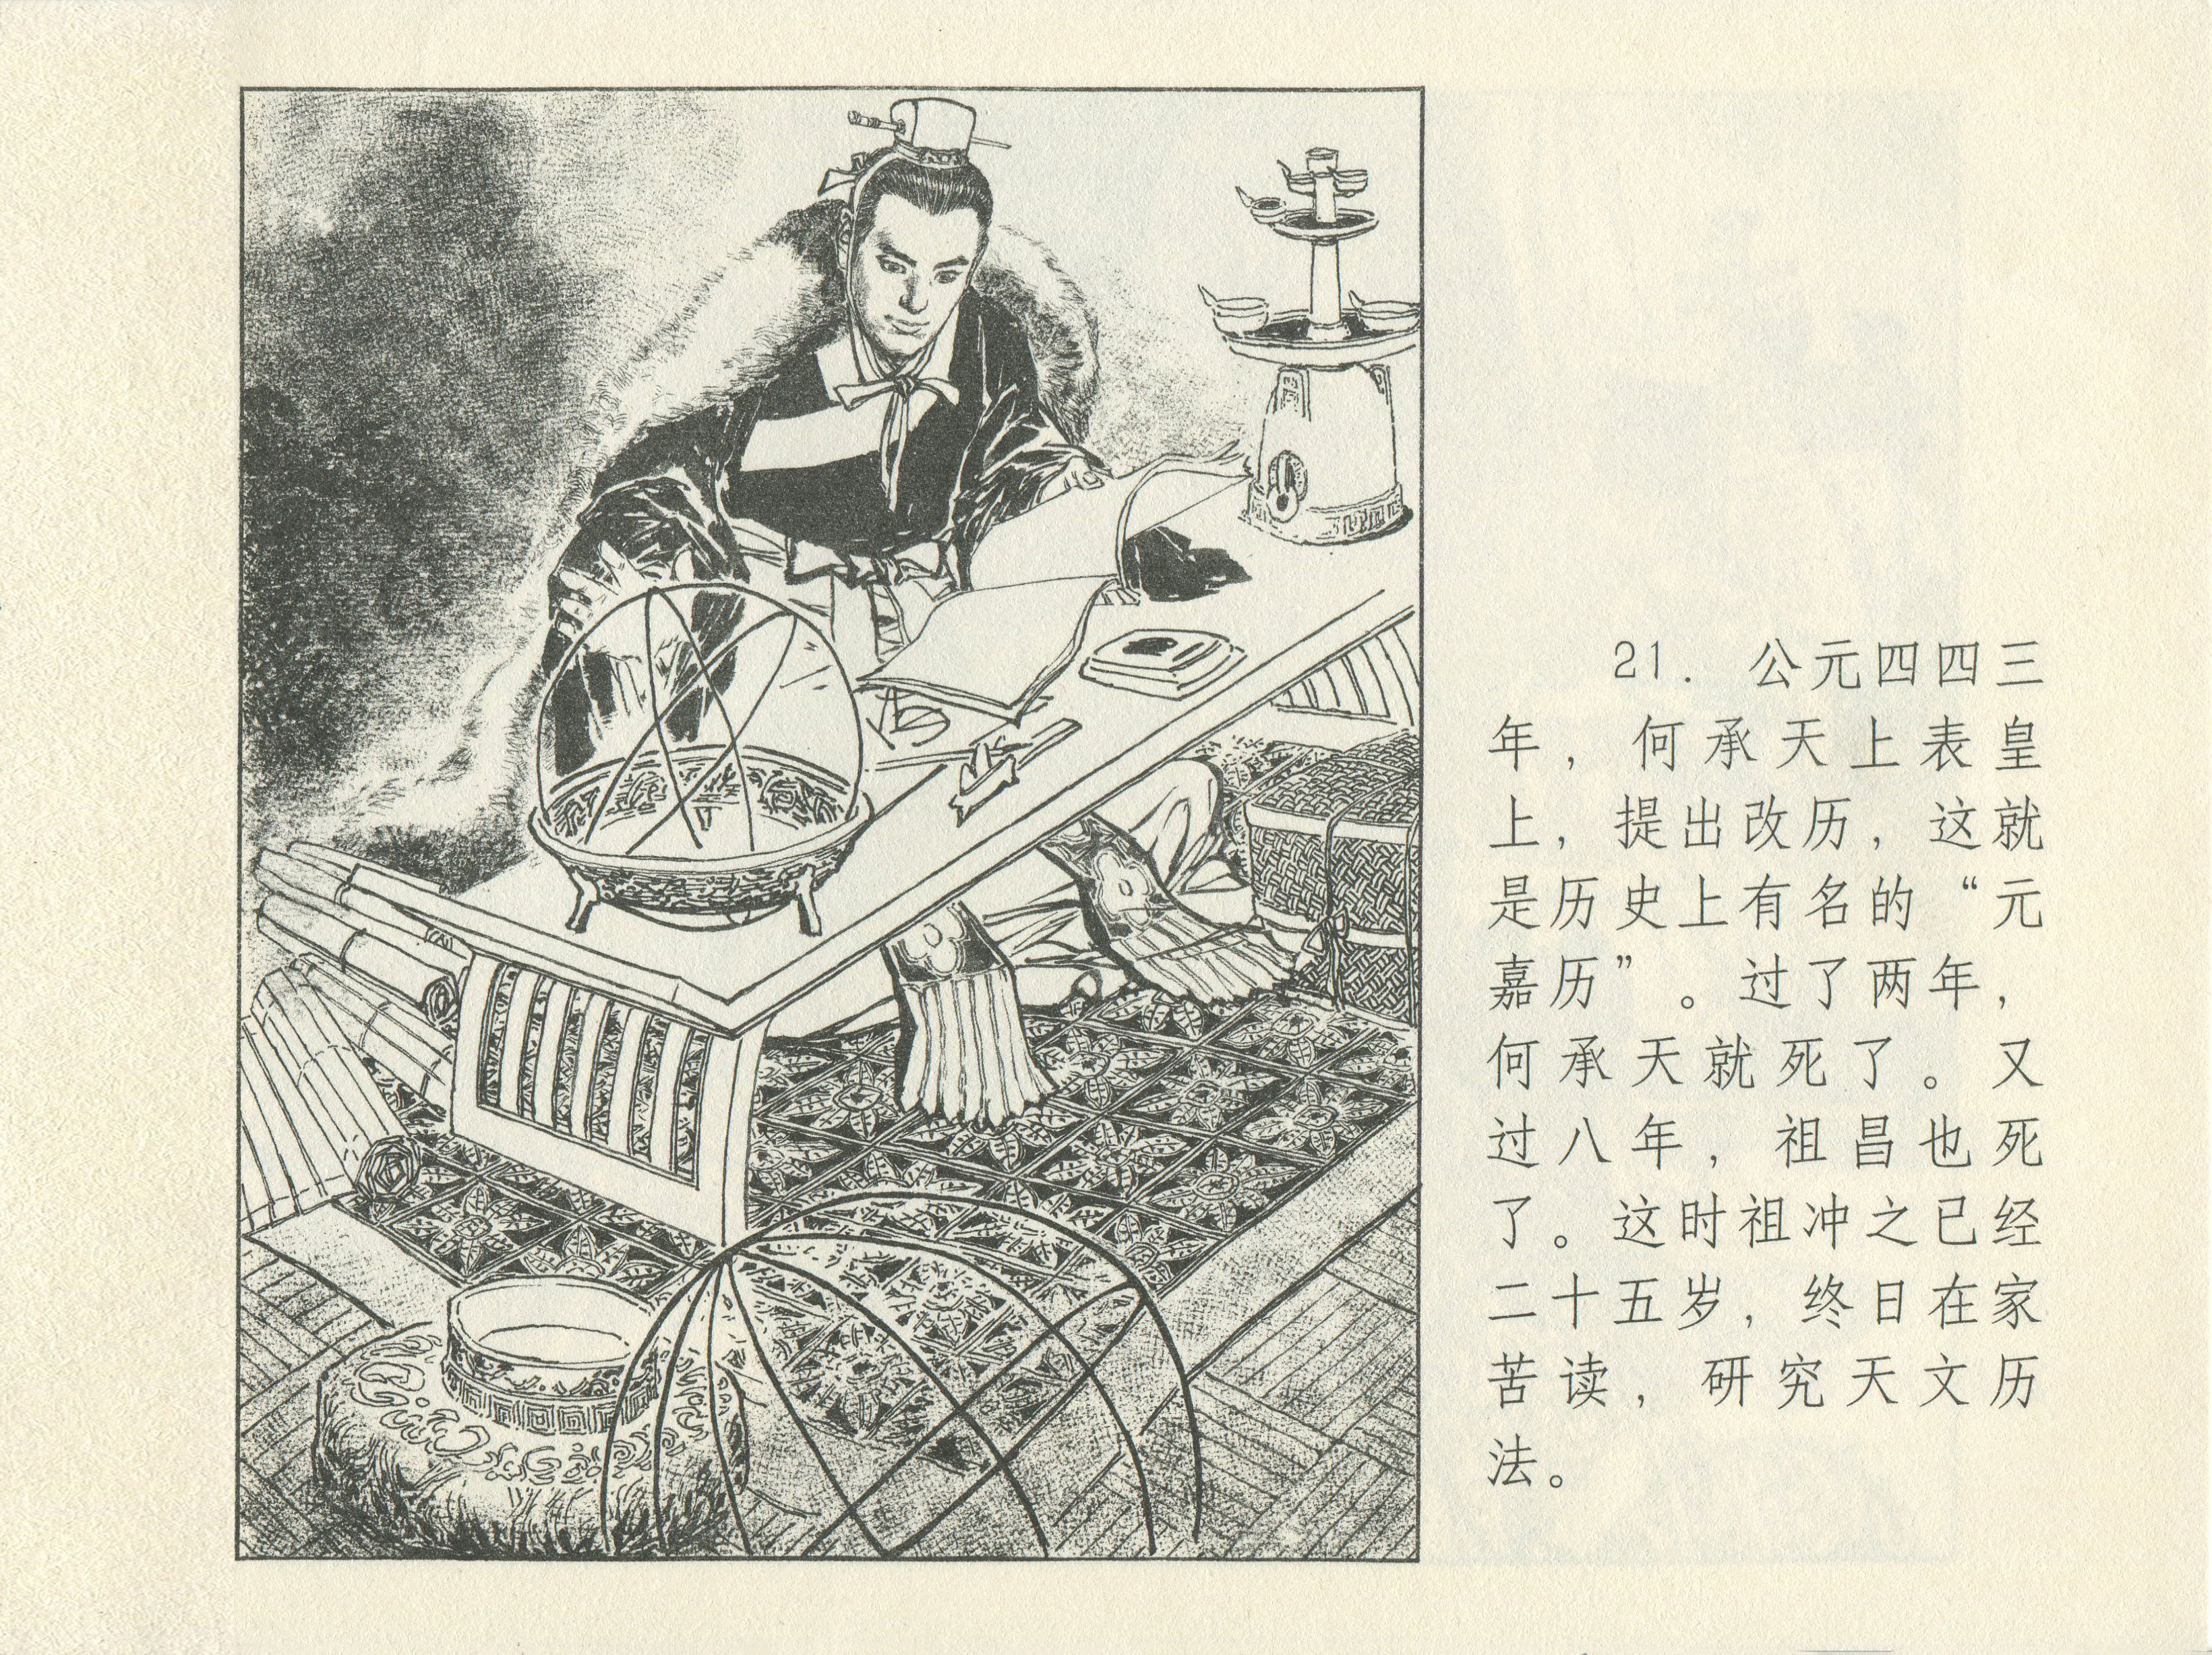 21. 公元四四三
年，何承天上表皇
上，提出改历，这就
是历史上有名的“元
嘉历”。过了两年，
何承天就死了。又
过八年，祖昌也死
了。这时祖冲之已经
二十五岁，终日在家
苦读，研究天文历
法。